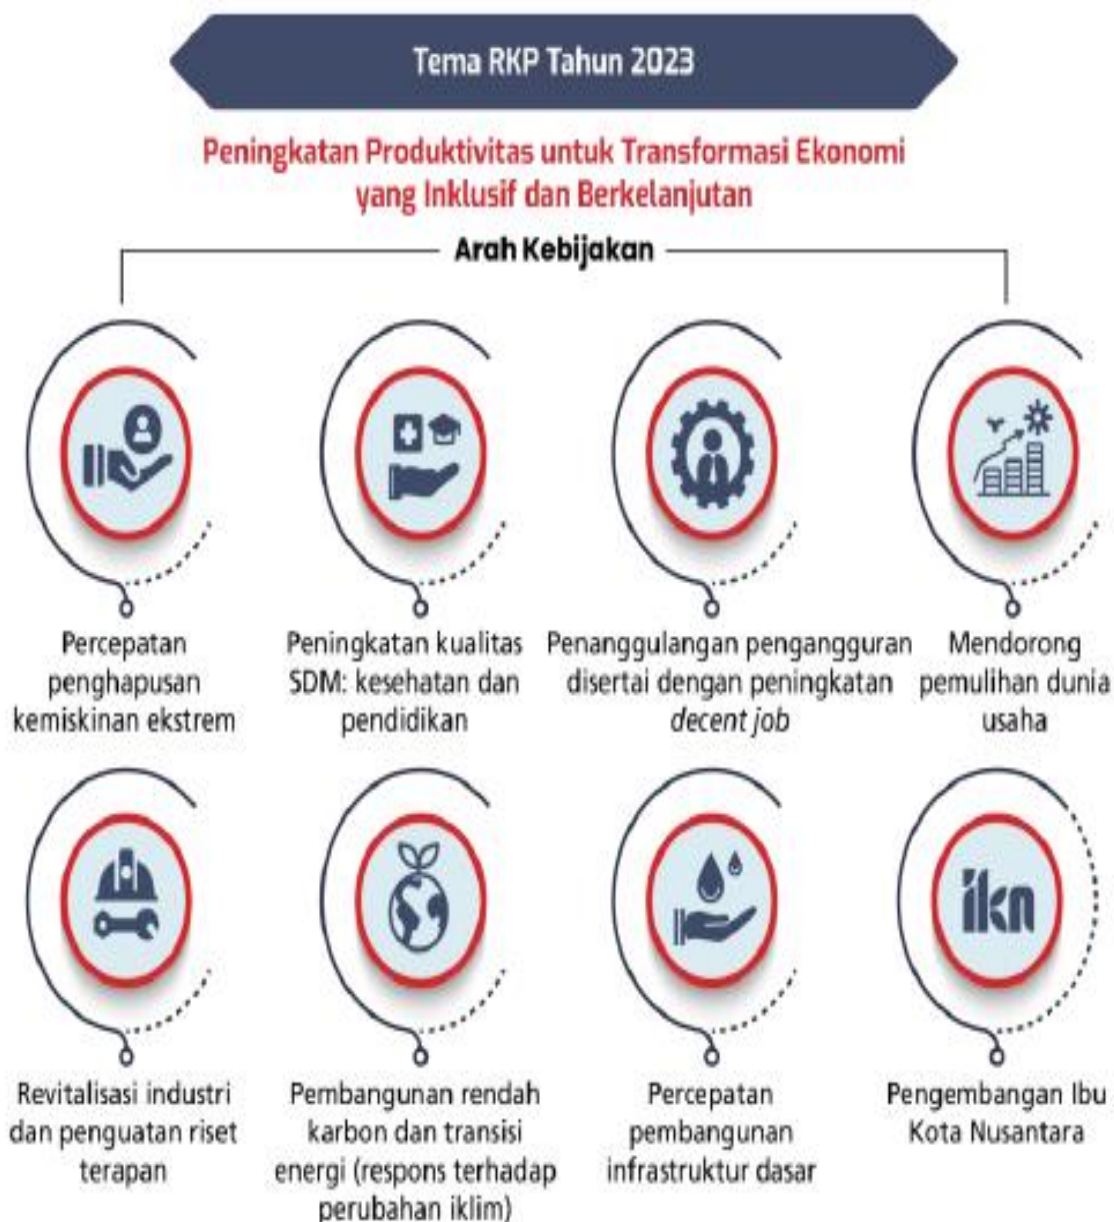 Tema RKP Tahun 2023
Peningkatan Produktivitas untuk Transformasi Ekonomi
yang Inklusif dan Berkelanjutan
Arah Kebijakan
Percepatan
penghapusan
kemiskinan ekstrem
Peningkatan kualitas
SDM: kesehatan dan
pendidikan
Penanggulangan pengangguran
disertai dengan peningkatan
decent job
Mendorong
pemulihan dunia
usaha
ikn
Revitalisasi industri
dan penguatan riset
terapan
Pembangunan rendah
karbon dan transisi
energi (respons terhadap
perubahan iklim)
Percepatan
pembangunan
infrastruktur dasar
Pengembangan Ibu
Kota Nusantara